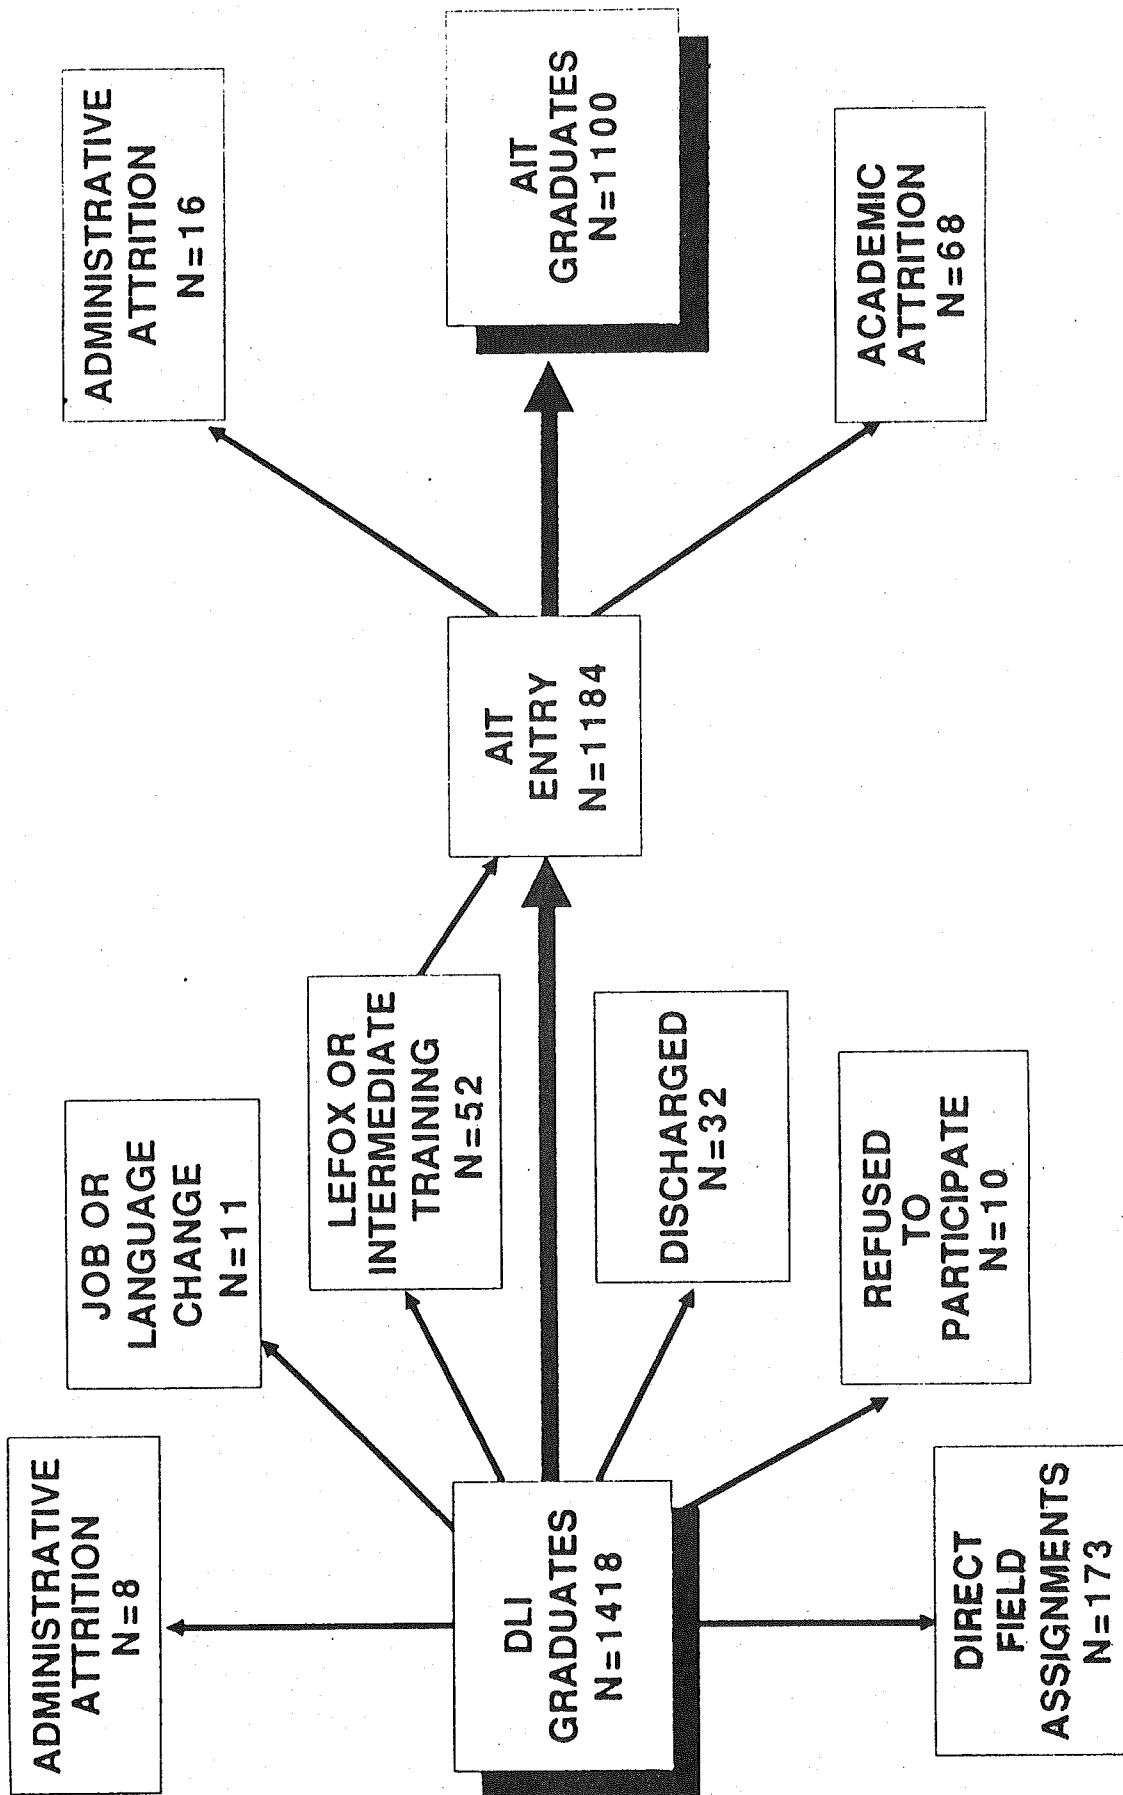 ADMINISTRATIVE
ATTRITION
N=8
JOB OR
LANGUAGE
CHANGE
N=11
LEFOX OR
INTERMEDIATE
TRAINING
N=52
DLI
GRADUATES
N=1418
DISCHARGED
N=32
REFUSED
TO
PARTICIPATE
N=10
DIRECT
FIELD
ASSIGNMENTS
N=173
AIT
ENTRY
N=1184
ADMINISTRATIVE
ATTRITION
N=16
AIT
GRADUATES
N=1100
ACADEMIC
ATTRITION
N=68